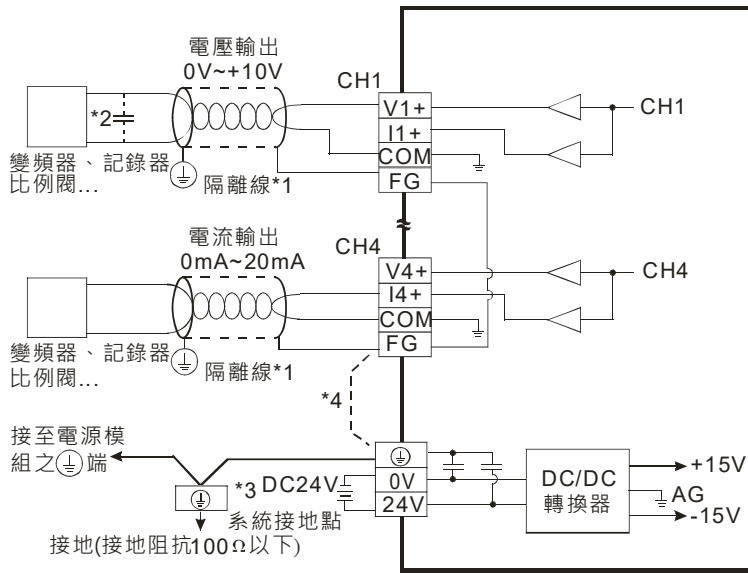 電壓輸出
0V~+10V
CH1
V1+
I1+
COM
FG
CH1
*2
變頻器、記錄器
比例閥...
隔離線*1
電流輸出
0mA~20mA
CH4
V4+
I4+
COM
FG
CH4
變頻器、記錄器
比例閥...
隔離線*1
*4
接至電源模
組之端
*3
DC24V
0V
24V
系統接地點
接地(接地阻抗100Ω以下)
DC/DC
轉換器
+15V
AG
-15V